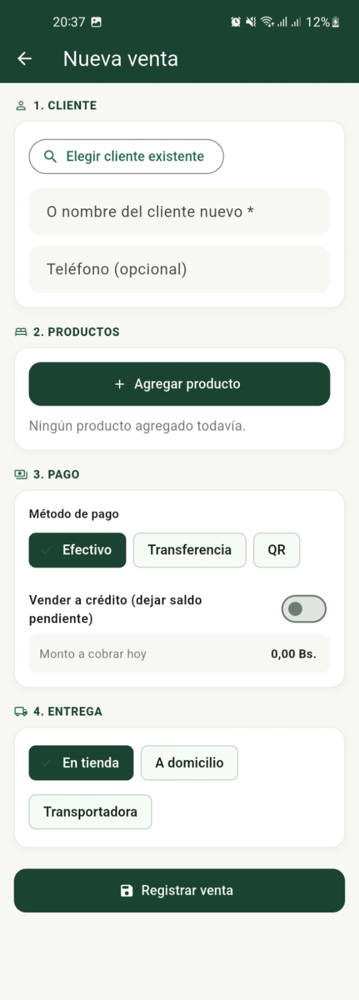 20:37 12%
Nueva venta
1. CLIENTE
Elegir cliente existente
O nombre del cliente nuevo *
Teléfono (opcional)
2. PRODUCTOS
+ Agregar producto
Ningún producto agregado todavía.
3. PAGO
Método de pago
Efectivo Transferencia QR
Vender a crédito (dejar saldo
pendiente)
Monto a cobrar hoy 0,00 Bs.
4. ENTREGA
En tienda A domicilio
Transportadora
Registrar venta